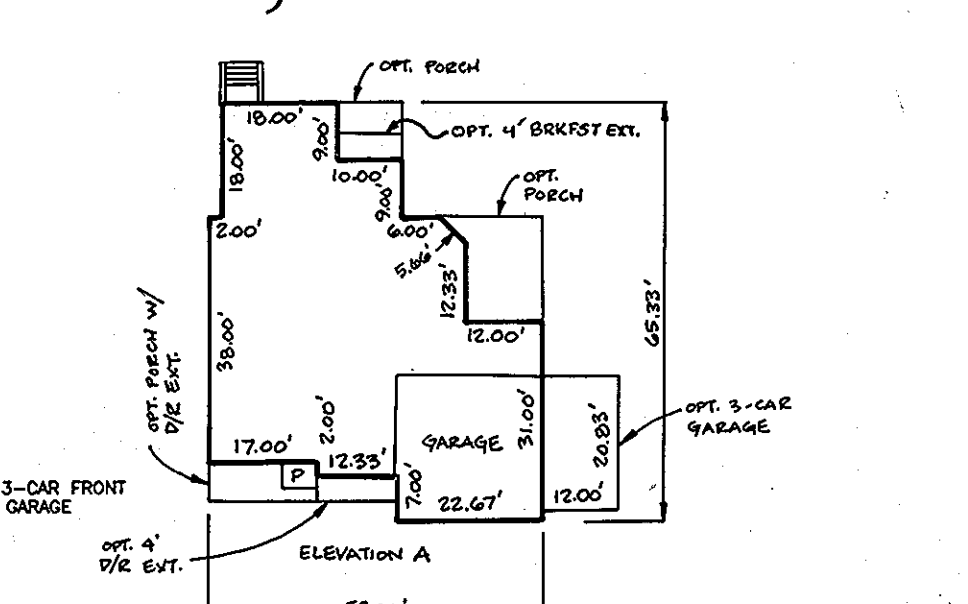 OPT. PORCH
18.00'
9.00'
OPT. 4' BRKFST EXT.
18.00'
10.00'
9.00'
OPT.
PORCH
2.00'
6.00'
5.66'
12.33'
12.00'
65.33'
38.00'
OPT. PORCH W/
D/R EXT.
31.00'
20.83'
OPT. 3-CAR
GARAGE
GARAGE
17.00'
2.00'
12.33'
P
7.00'
22.67'
12.00'
3-CAR FRONT
GARAGE
OPT. 4'
D/R EXT.
ELEVATION A